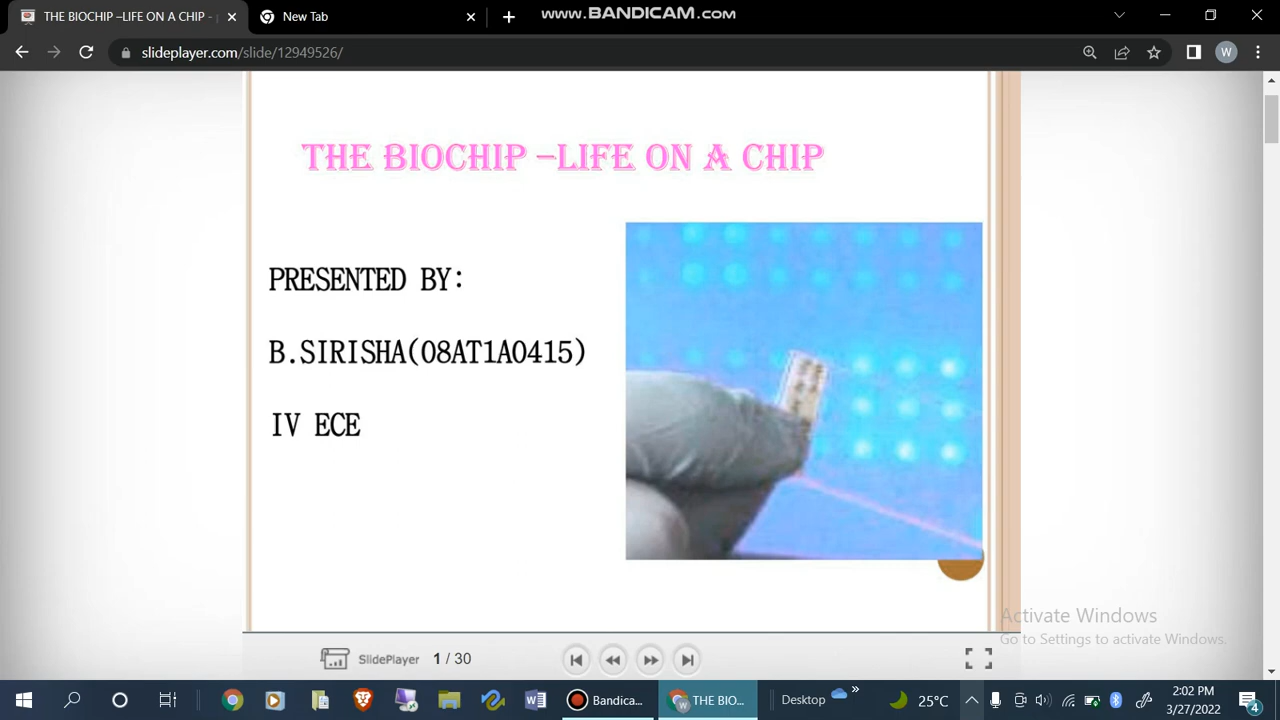 THE BIOCHIP –LIFE ON A CHIP -
New Tab
WWW.BANDICAM.COM
slideplayer.com/slide/12949526/
W
THE BIOCHIP –LIFE ON A CHIP
PRESENTED BY:
B.SIRISHA(08AT1A0415)
IV ECE
Activate Windows
Go to Settings to activate Windows.
SlidePlayer 1 / 30
Bandica...
THE BIO...
Desktop
25°C
2:02 PM
3/27/2022
4